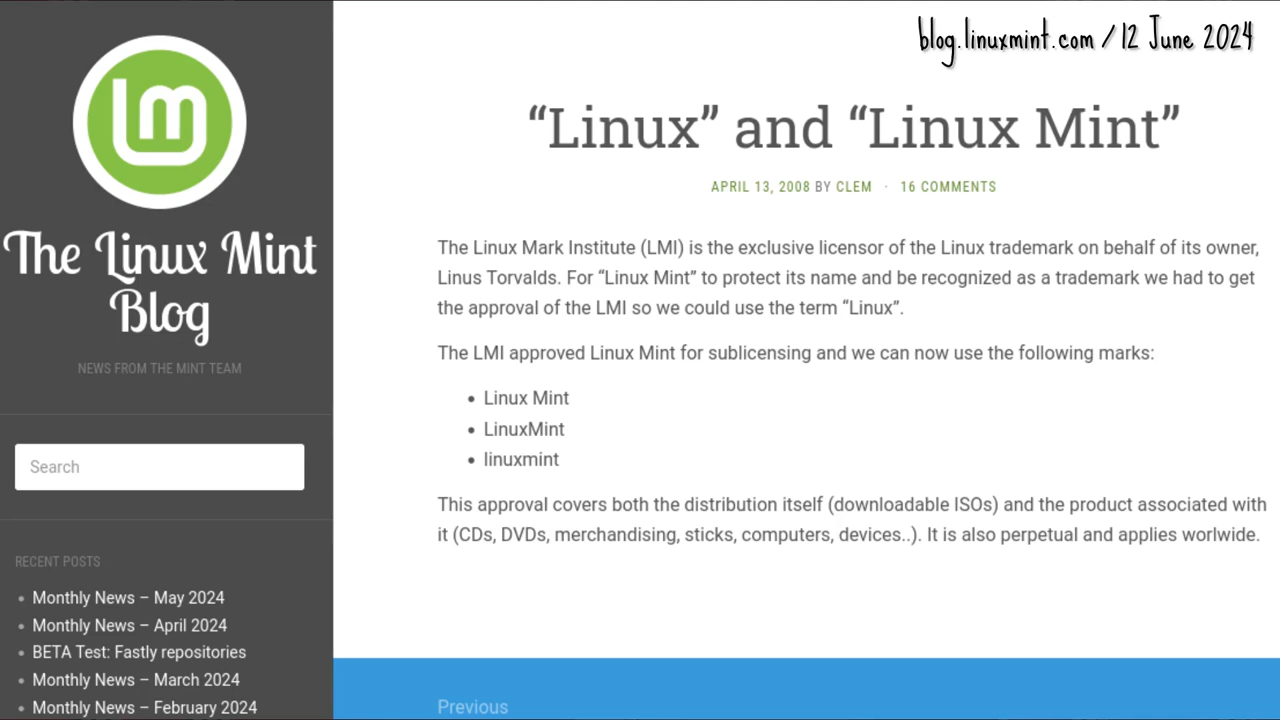 blog.linuxmint.com / 12 June 2024
lm
The Linux Mint
Blog
NEWS FROM THE MINT TEAM
Search
RECENT POSTS
• Monthly News – May 2024
• Monthly News – April 2024
• BETA Test: Fastly repositories
• Monthly News – March 2024
• Monthly News – February 2024
“Linux” and “Linux Mint”
APRIL 13, 2008 BY CLEM · 16 COMMENTS
The Linux Mark Institute (LMI) is the exclusive licensor of the Linux trademark on behalf of its owner,
Linus Torvalds. For “Linux Mint” to protect its name and be recognized as a trademark we had to get
the approval of the LMI so we could use the term “Linux”.
The LMI approved Linux Mint for sublicensing and we can now use the following marks:
• Linux Mint
• LinuxMint
• linuxmint
This approval covers both the distribution itself (downloadable ISOs) and the product associated with
it (CDs, DVDs, merchandising, sticks, computers, devices..). It is also perpetual and applies worlwide.
Previous